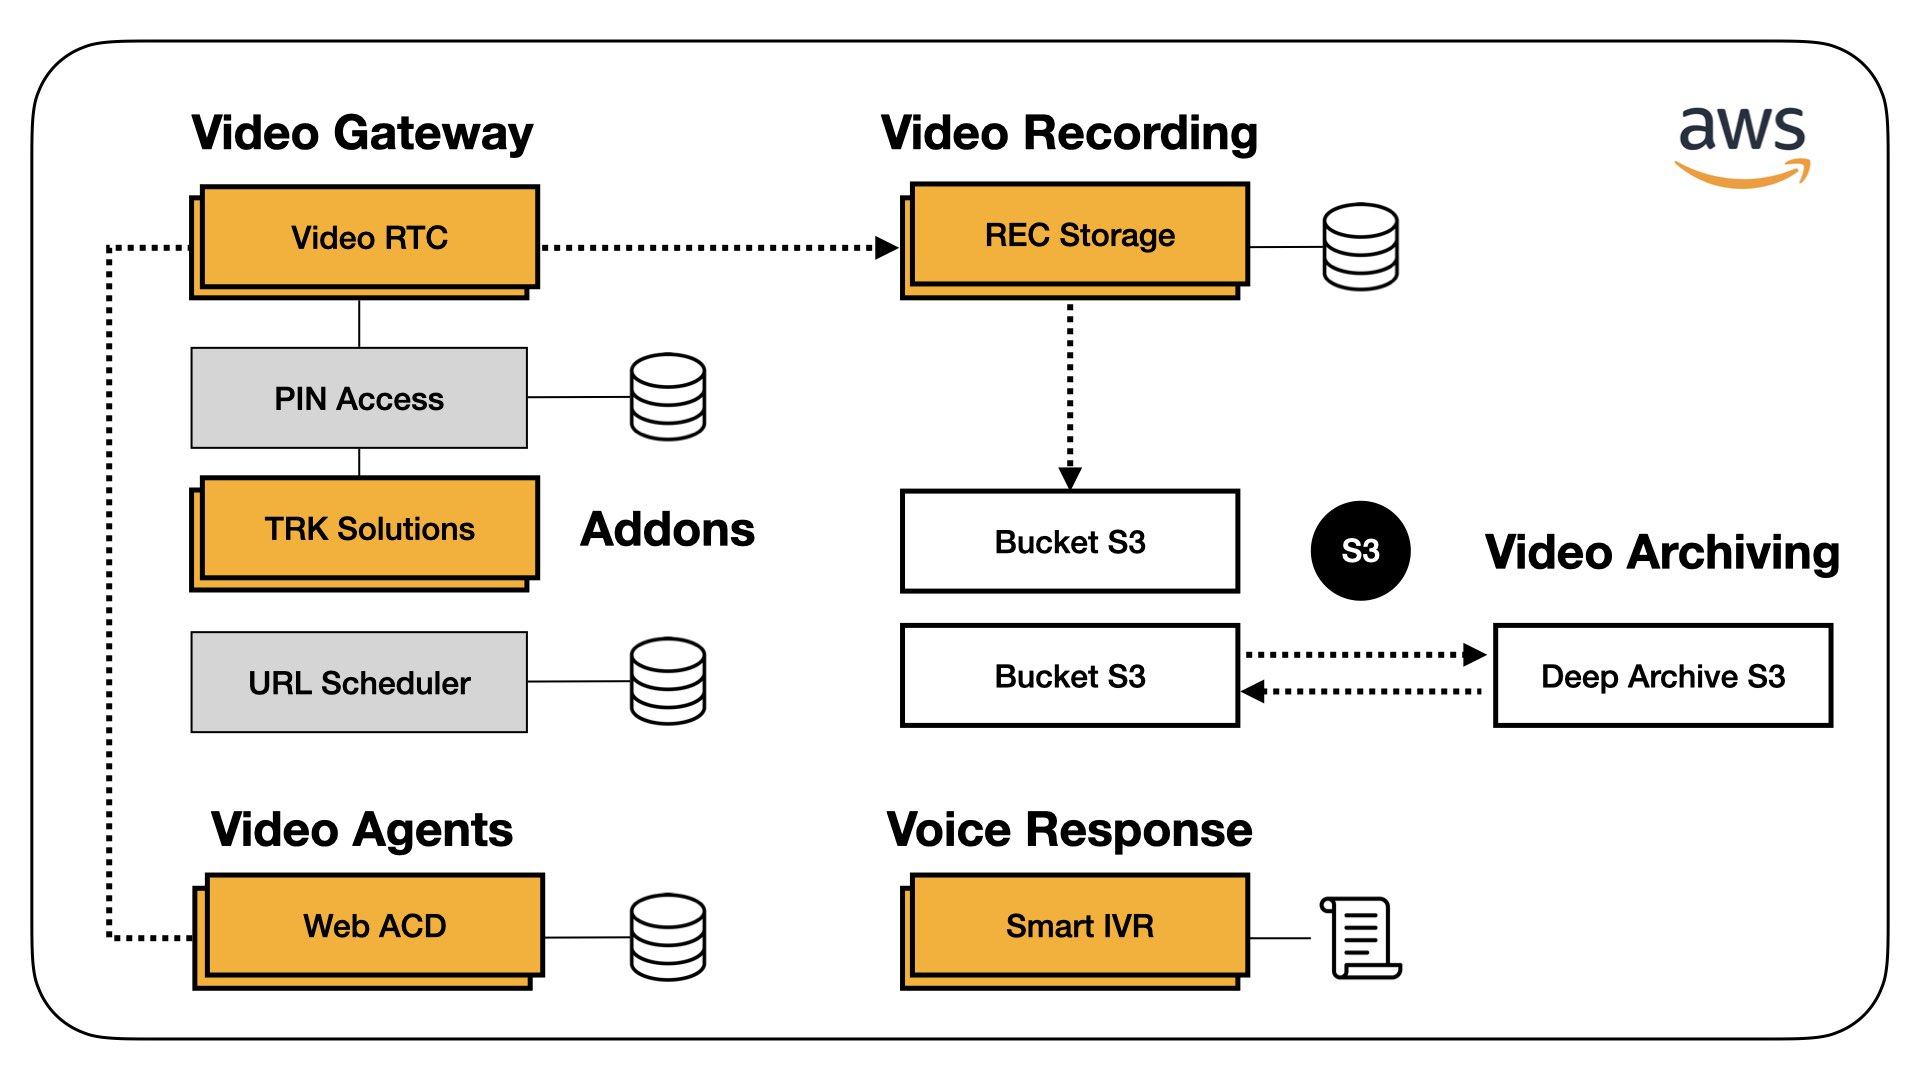 Video Gateway
Video RTC
PIN Access
TRK Solutions
Addons
URL Scheduler
Video Agents
Web ACD
Video Recording
REC Storage
Bucket S3
S3
Bucket S3
Video Archiving
Deep Archive S3
Voice Response
Smart IVR
aws